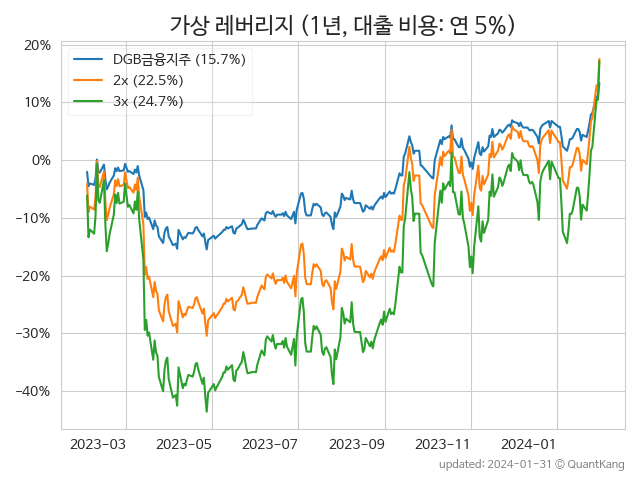 가상 레버리지 (1년, 대출 비용: 연 5%)
20%
10%
0%
−10%
−20%
−30%
−40%
DGB금융지주 (15.7%)
2x (22.5%)
3x (24.7%)
2023-03
2023-05
2023-07
2023-09
2023-11
2024-01
updated: 2024-01-31 © QuantKang